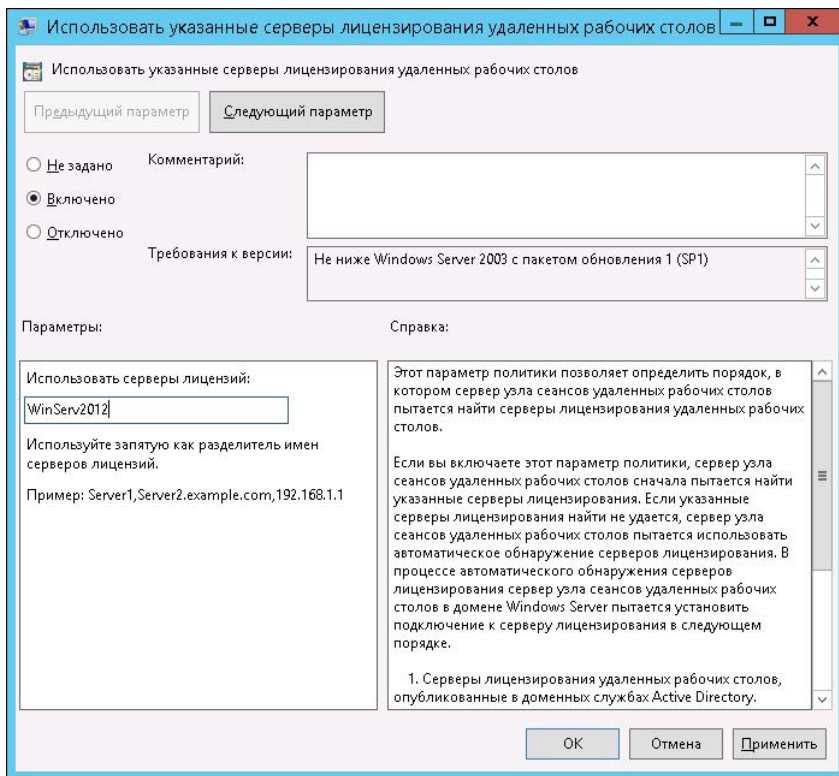 Использовать указанные серверы лицензирования удаленных рабочих столов
Использовать указанные серверы лицензирования удаленных рабочих столов
Предыдущий параметр
Следующий параметр
Не задано
Включено
Отключено
Комментарий:
Требования к версии:
Не ниже Windows Server 2003 с пакетом обновления 1 (SP1)
Параметры:
Справка:
Использовать серверы лицензий:
WinServ2012
Используйте запятую как разделитель имен
серверов лицензий.
Пример: Server1,Server2.example.com,192.168.1.1
Этот параметр политики позволяет определить порядок, в
котором сервер узла сеансов удаленных рабочих столов
пытается найти серверы лицензирования удаленных рабочих
столов.
Если вы включаете этот параметр политики, сервер узла
сеансов удаленных рабочих столов сначала пытается найти
указанные серверы лицензирования. Если указанные
серверы лицензирования найти не удается, сервер узла
сеансов удаленных рабочих столов пытается использовать
автоматическое обнаружение серверов лицензирования. В
процессе автоматического обнаружения серверов
лицензирования сервер узла сеансов удаленных рабочих
столов в домене Windows Server пытается установить
подключение к серверу лицензирования в следующем
порядке.
1. Серверы лицензирования удаленных рабочих столов,
опубликованные в доменных службах Active Directory.
ОК
Отмена
Применить